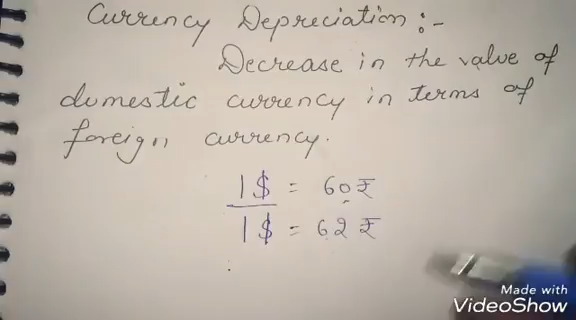 Currency Depreciation :-
Decrease in the value of
domestic currency in terms of
foreign currency.
1$ = 60₹
1$ = 62₹
Made with
VideoShow